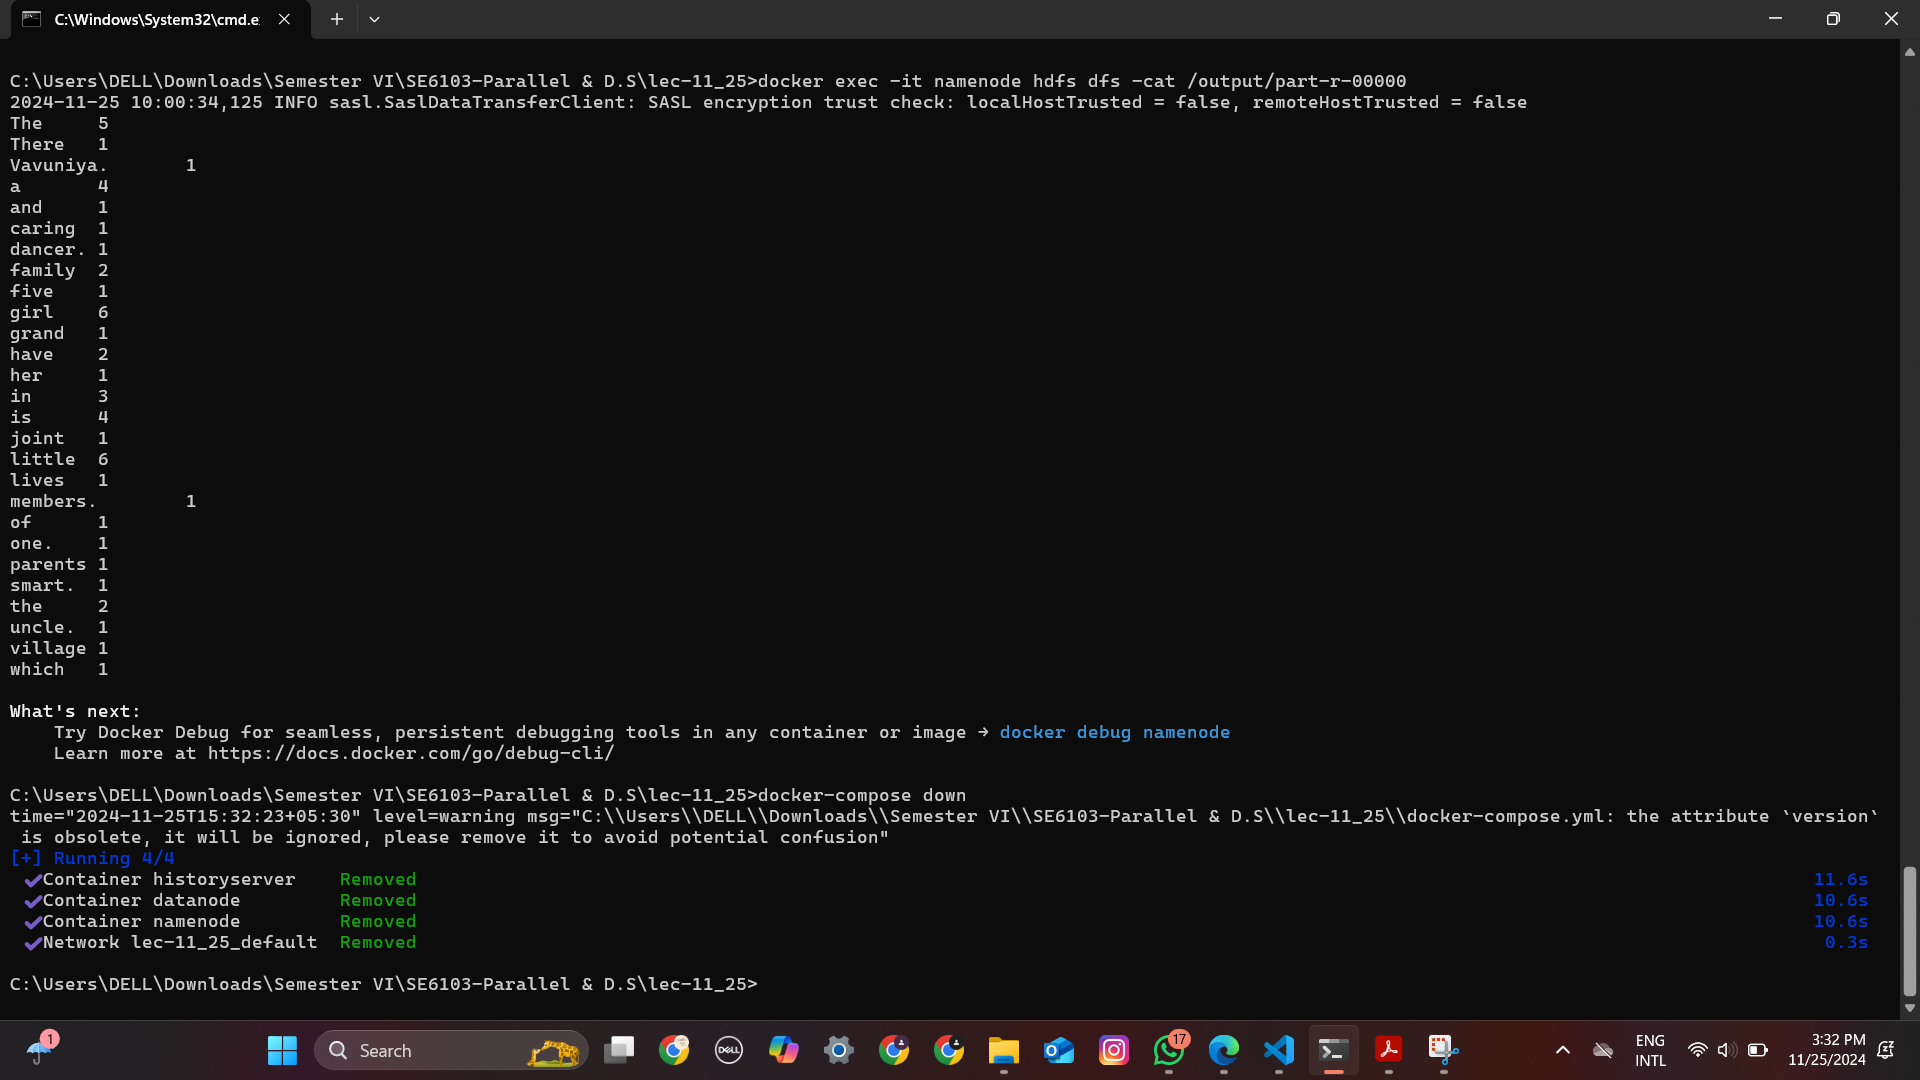 C:\Windows\System32\cmd.e
C:\Users\DELL\Downloads\Semester VI\SE6103-Parallel & D.S\lec-11_25>docker exec -it namenode hdfs dfs -cat /output/part-r-00000
2024-11-25 10:00:34,125 INFO sasl.SaslDataTransferClient: SASL encryption trust check: localHostTrusted = false, remoteHostTrusted = false
The 5
There 1
Vavuniya. 1
a 4
and 1
caring 1
dancer. 1
family 2
five 1
girl 6
grand 1
have 2
her 1
in 3
is 4
joint 1
little 6
lives 1
members. 1
of 1
one. 1
parents 1
smart. 1
the 2
uncle. 1
village 1
which 1
What's next:
Try Docker Debug for seamless, persistent debugging tools in any container or image → docker debug namenode
Learn more at https://docs.docker.com/go/debug-cli/
C:\Users\DELL\Downloads\Semester VI\SE6103-Parallel & D.S\lec-11_25>docker-compose down
time="2024-11-25T15:32:23+05:30" level=warning msg="C:\\Users\\DELL\\Downloads\\Semester VI\\SE6103-Parallel & D.S\\lec-11_25\\docker-compose.yml: the attribute `version`
is obsolete, it will be ignored, please remove it to avoid potential confusion"
[+] Running 4/4
✔Container historyserver Removed 11.6s
✔Container datanode Removed 10.6s
✔Container namenode Removed 10.6s
✔Network lec-11_25_default Removed 0.3s
C:\Users\DELL\Downloads\Semester VI\SE6103-Parallel & D.S\lec-11_25>
1
Search
DELL
17
ENG
INTL
3:32 PM
11/25/2024